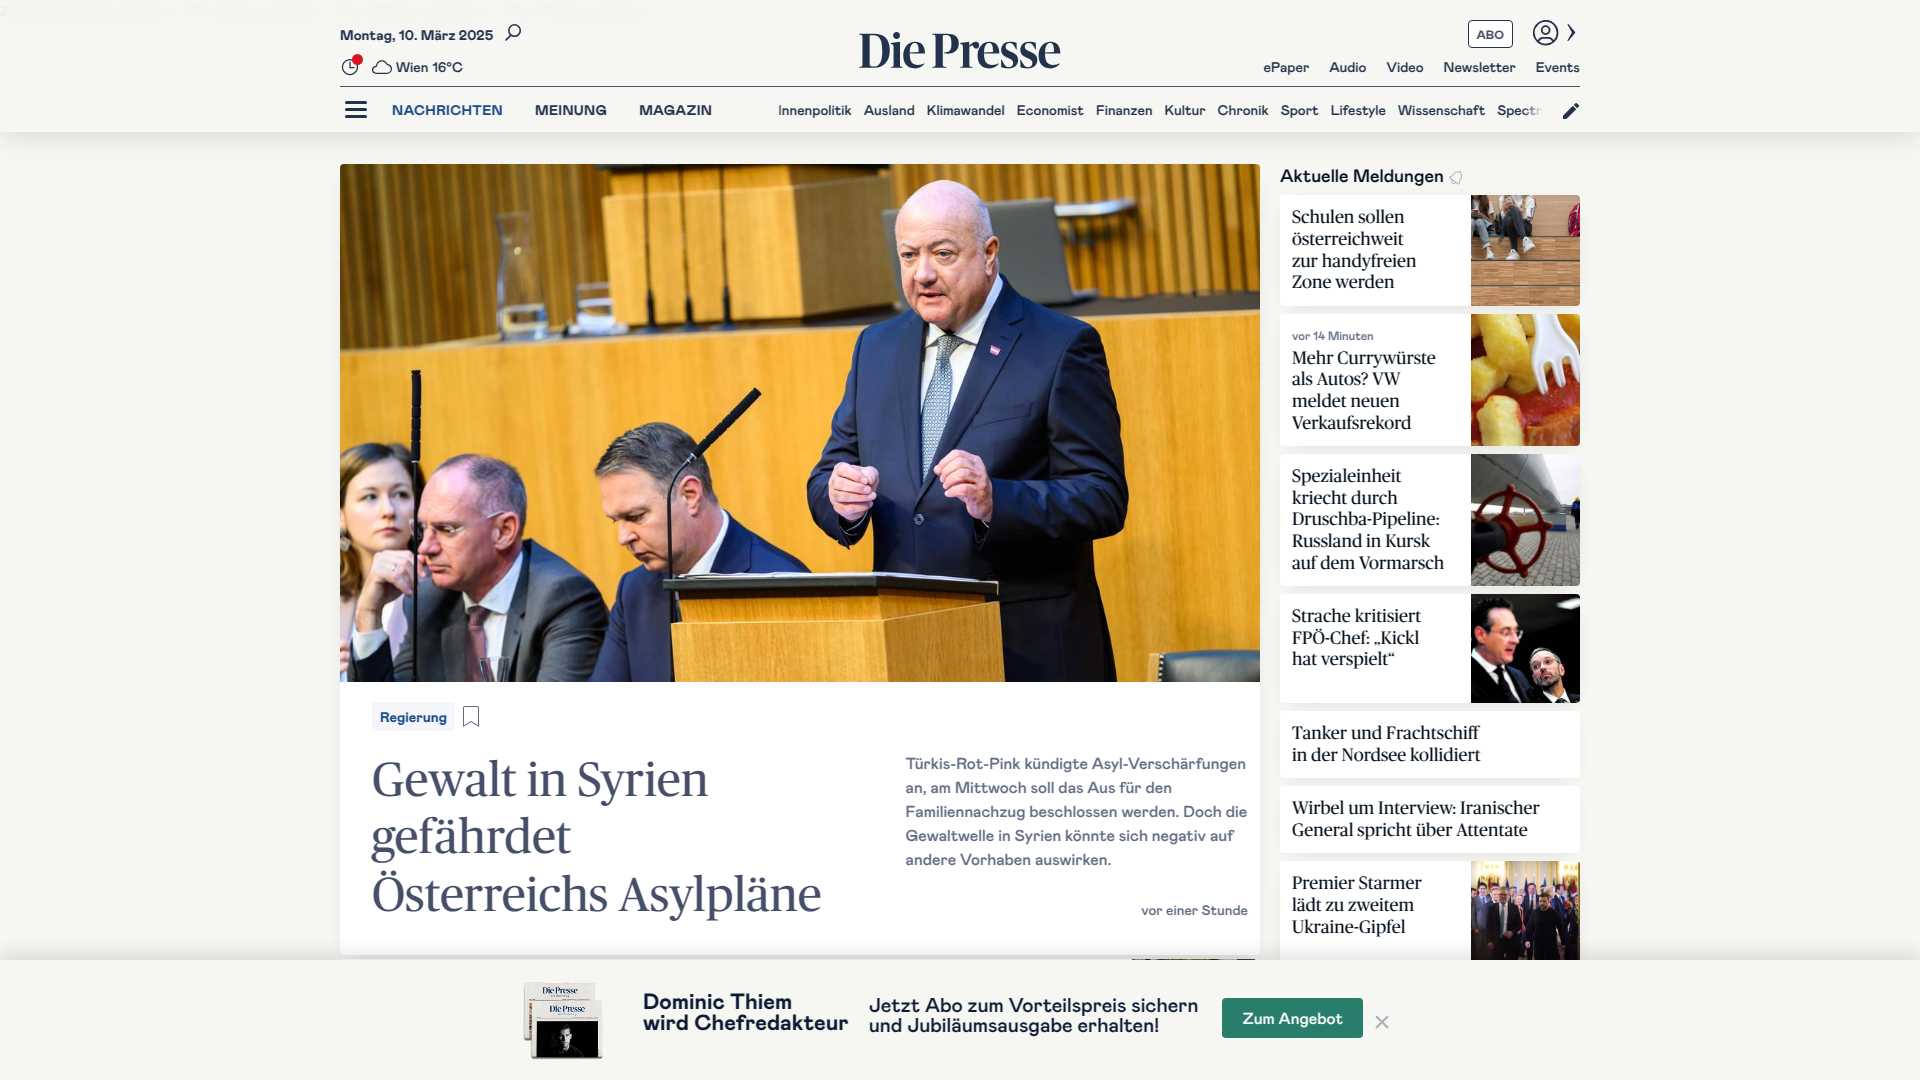 Montag, 10. März 2025
Die Presse
ABO
Wien 16°C
ePaper Audio Video Newsletter Events
NACHRICHTEN MEINUNG MAGAZIN Innenpolitik Ausland Klimawandel Economist Finanzen Kultur Chronik Sport Lifestyle Wissenschaft Spectr
Regierung
Gewalt in Syrien
gefährdet
Österreichs Asylpläne
Türkis-Rot-Pink kündigte Asyl-Verschärfungen
an, am Mittwoch soll das Aus für den
Familiennachzug beschlossen werden. Doch die
Gewaltwelle in Syrien könnte sich negativ auf
andere Vorhaben auswirken.
vor einer Stunde
Aktuelle Meldungen
Schulen sollen
österreichweit
zur handyfreien
Zone werden
vor 14 Minuten
Mehr Currywürste
als Autos? VW
meldet neuen
Verkaufsrekord
Spezialeinheit
kriecht durch
Druschba-Pipeline:
Russland in Kursk
auf dem Vormarsch
Strache kritisiert
FPÖ-Chef: „Kickl
hat verspielt“
Tanker und Frachtschiff
in der Nordsee kollidiert
Wirbel um Interview: Iranischer
General spricht über Attentate
Premier Starmer
lädt zu zweitem
Ukraine-Gipfel
Die Presse
Die Presse
Dominic Thiem
wird Chefredakteur
Jetzt Abo zum Vorteilspreis sichern
und Jubiläumsausgabe erhalten!
Zum Angebot